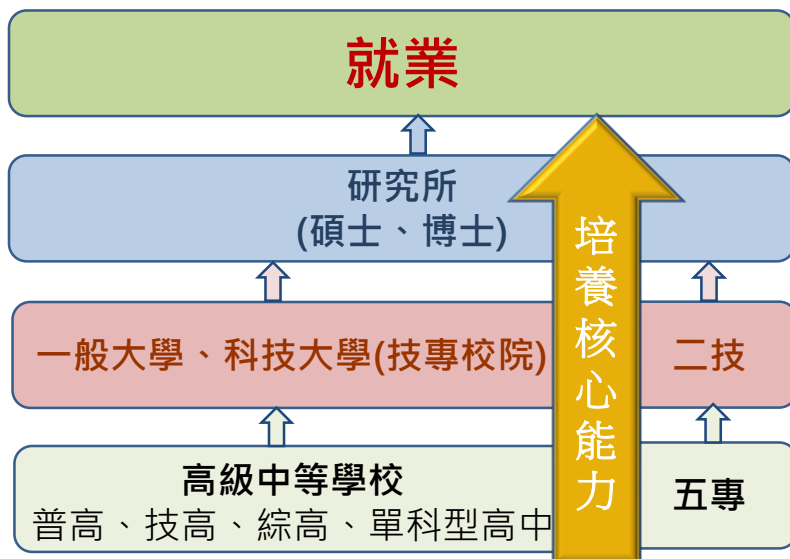 就業
研究所
(碩士、博士)
一般大學、科技大學(技專校院)
二技
高級中等學校
普高、技高、綜高、單科型高中
五專
培養核心能力